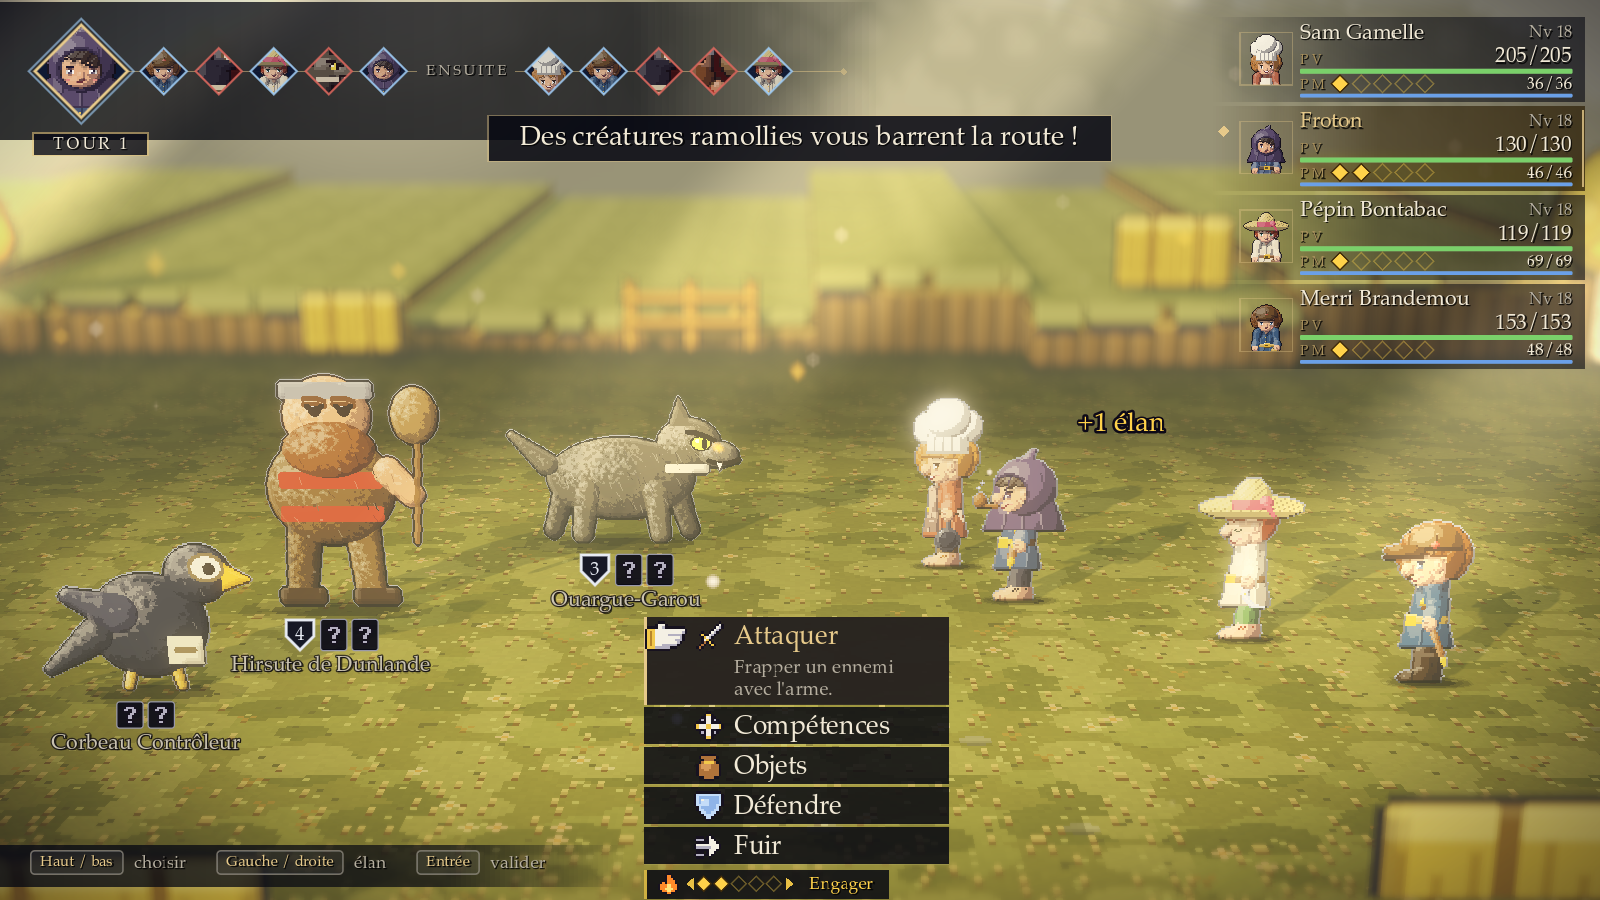 ENSUITE
TOUR 1
Des créatures ramollies vous barrent la route !
Sam Gamelle Nv 18
PV 205/205
PM 36/36
Froton Nv 18
PV 130/130
PM 46/46
Pépin Bontabac Nv 18
PV 119/119
PM 69/69
Merri Brandemou Nv 18
PV 153/153
PM 48/48
+1 élan
3 ? ?
Ouargue-Garou
4 ? ?
Hirsute de Dunlande
? ?
Corbeau Contrôleur
Attaquer
Frapper un ennemi
avec l'arme.
Compétences
Objets
Défendre
Fuir
Engager
Haut / bas choisir Gauche / droite élan Entrée valider